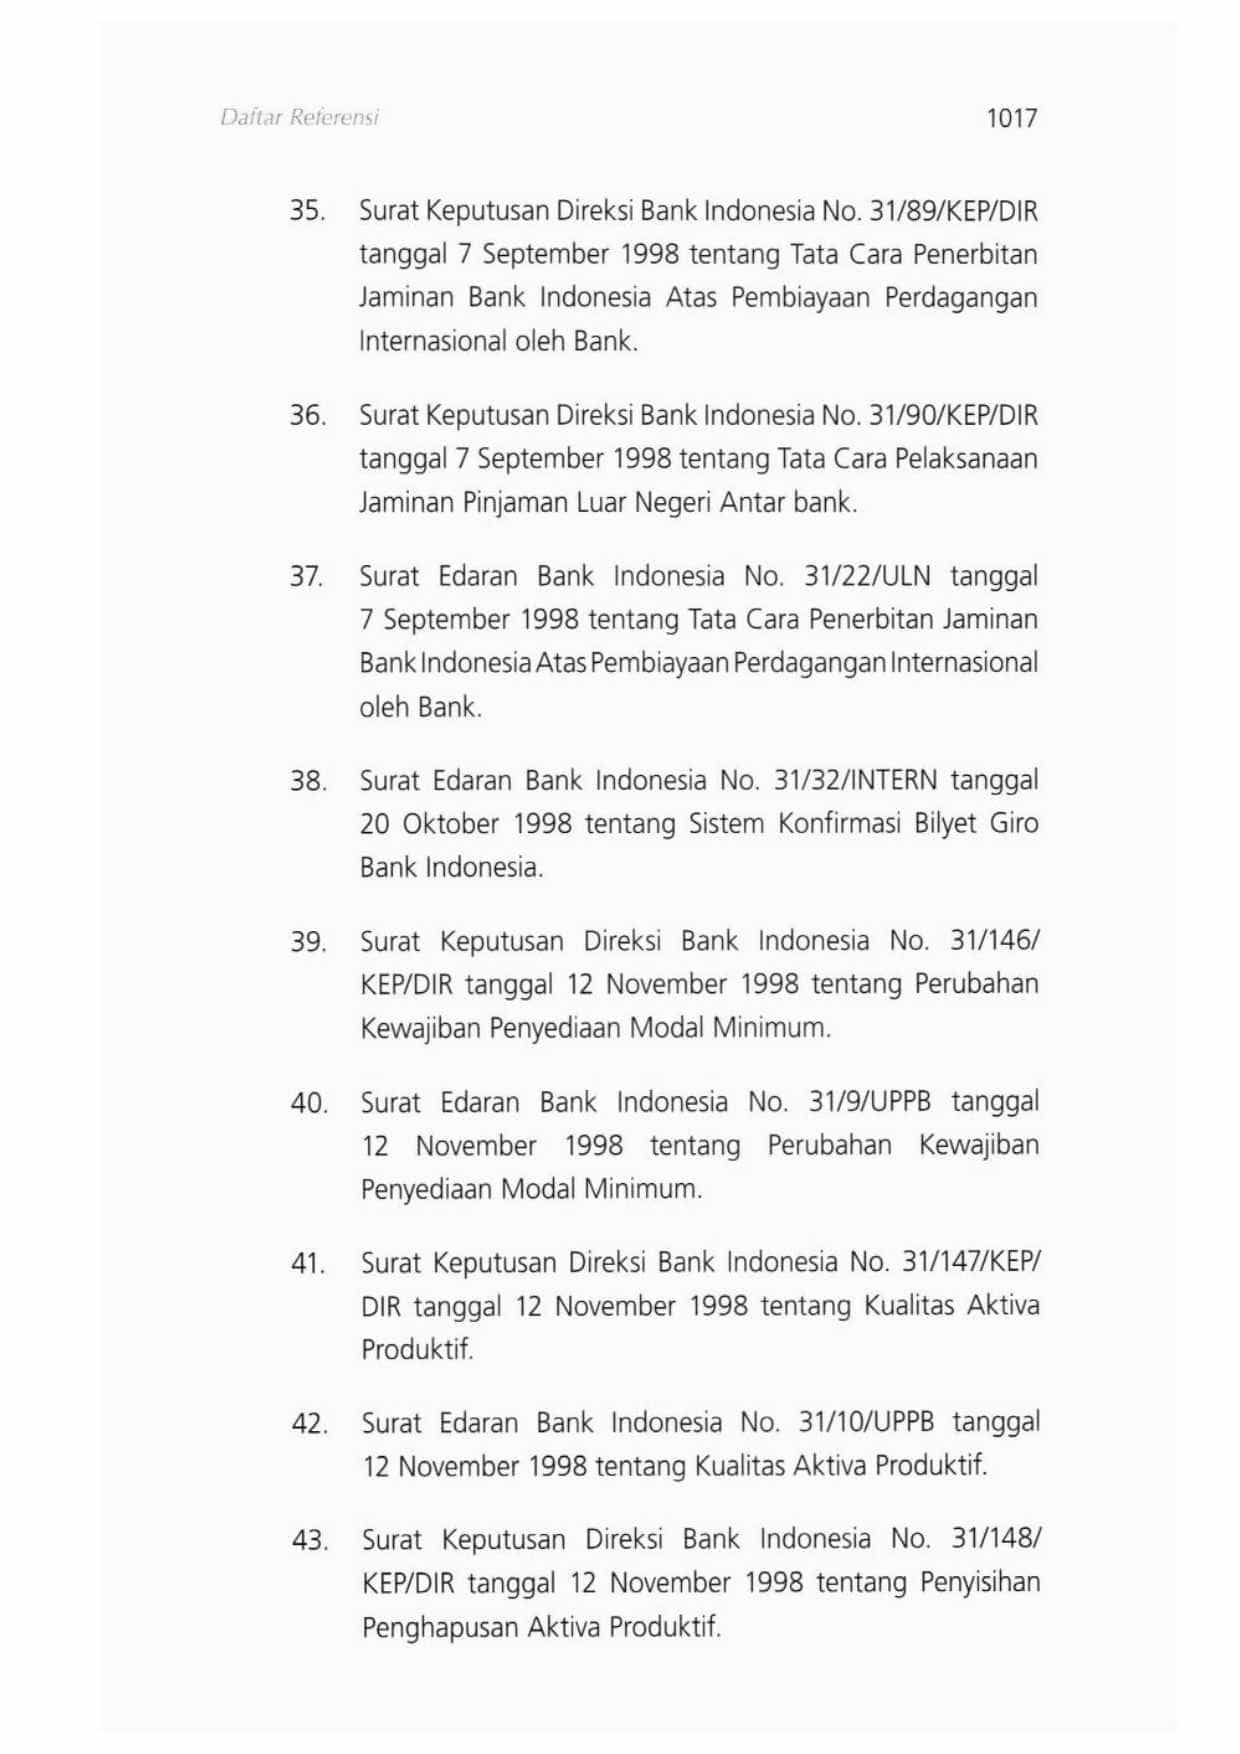 Daftar Referensi 1017
35. Surat Keputusan Direksi Bank Indonesia No. 31/89/KEP/DIR
tanggal 7 September 1998 tentang Tata Cara Penerbitan
Jaminan Bank Indonesia Atas Pembiayaan Perdagangan
Internasional oleh Bank.
36. Surat Keputusan Direksi Bank Indonesia No. 31/90/KEP/DIR
tanggal 7 September 1998 tentang Tata Cara Pelaksanaan
Jaminan Pinjaman Luar Negeri Antar bank.
37. Surat Edaran Bank Indonesia No. 31/22/ULN tanggal
7 September 1998 tentang Tata Cara Penerbitan Jaminan
Bank Indonesia Atas Pembiayaan Perdagangan Internasional
oleh Bank.
38. Surat Edaran Bank Indonesia No. 31/32/INTERN tanggal
20 Oktober 1998 tentang Sistem Konfirmasi Bilyet Giro
Bank Indonesia.
39. Surat Keputusan Direksi Bank Indonesia No. 31/146/
KEP/DIR tanggal 12 November 1998 tentang Perubahan
Kewajiban Penyediaan Modal Minimum.
40. Surat Edaran Bank Indonesia No. 31/9/UPPB tanggal
12 November 1998 tentang Perubahan Kewajiban
Penyediaan Modal Minimum.
41. Surat Keputusan Direksi Bank Indonesia No. 31/147/KEP/
DIR tanggal 12 November 1998 tentang Kualitas Aktiva
Produktif.
42. Surat Edaran Bank Indonesia No. 31/10/UPPB tanggal
12 November 1998 tentang Kualitas Aktiva Produktif.
43. Surat Keputusan Direksi Bank Indonesia No. 31/148/
KEP/DIR tanggal 12 November 1998 tentang Penyisihan
Penghapusan Aktiva Produktif.